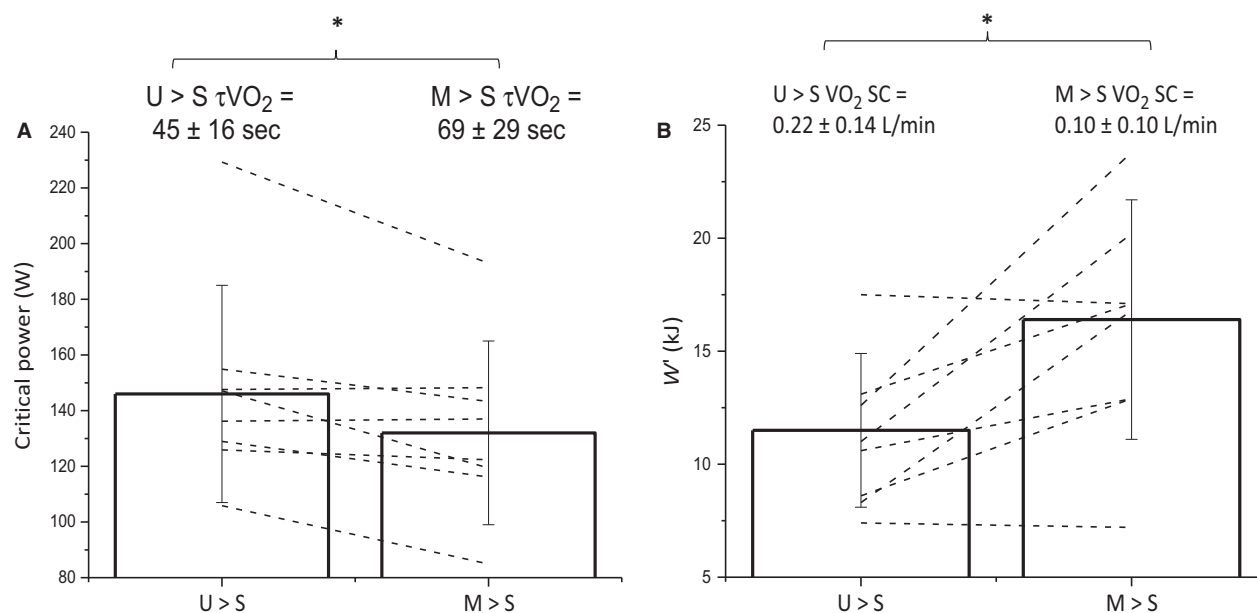 *
U > S τVO₂ =
45 ± 16 sec
M > S τVO₂ =
69 ± 29 sec
A
240
220
200
180
160
140
120
100
80
Critical power (W)
U > S
M > S
*
U > S VO₂ SC =
0.22 ± 0.14 L/min
M > S VO₂ SC =
0.10 ± 0.10 L/min
B
25
20
15
10
5
W' (kJ)
U > S
M > S